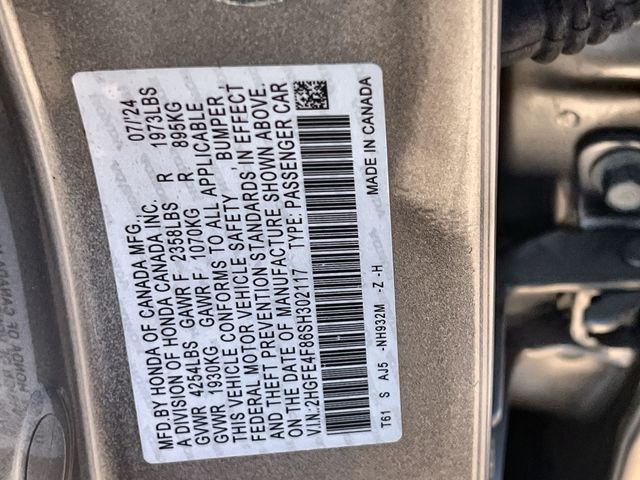 MFD.BY HONDA OF CANADA MFG., 07/24
A DIVISION OF HONDA CANADA INC.
GVWR 4254LBS GAWR F 2358LBS R 1973LBS
GVWR 1930KG GAWR F 1070KG R 895KG
THIS VEHICLE CONFORMS TO ALL APPLICABLE
FEDERAL MOTOR VEHICLE SAFETY , BUMPER ,
AND THEFT PREVENTION STANDARDS, IN EFFECT
ON THE DATE OF MANUFACTURE SHOWN ABOVE.
V.I.N.:2HGFE4F86SH302117 TYPE: PASSENGER CAR
T61 S AJ5 -NH932M -Z -H MADE IN CANADA